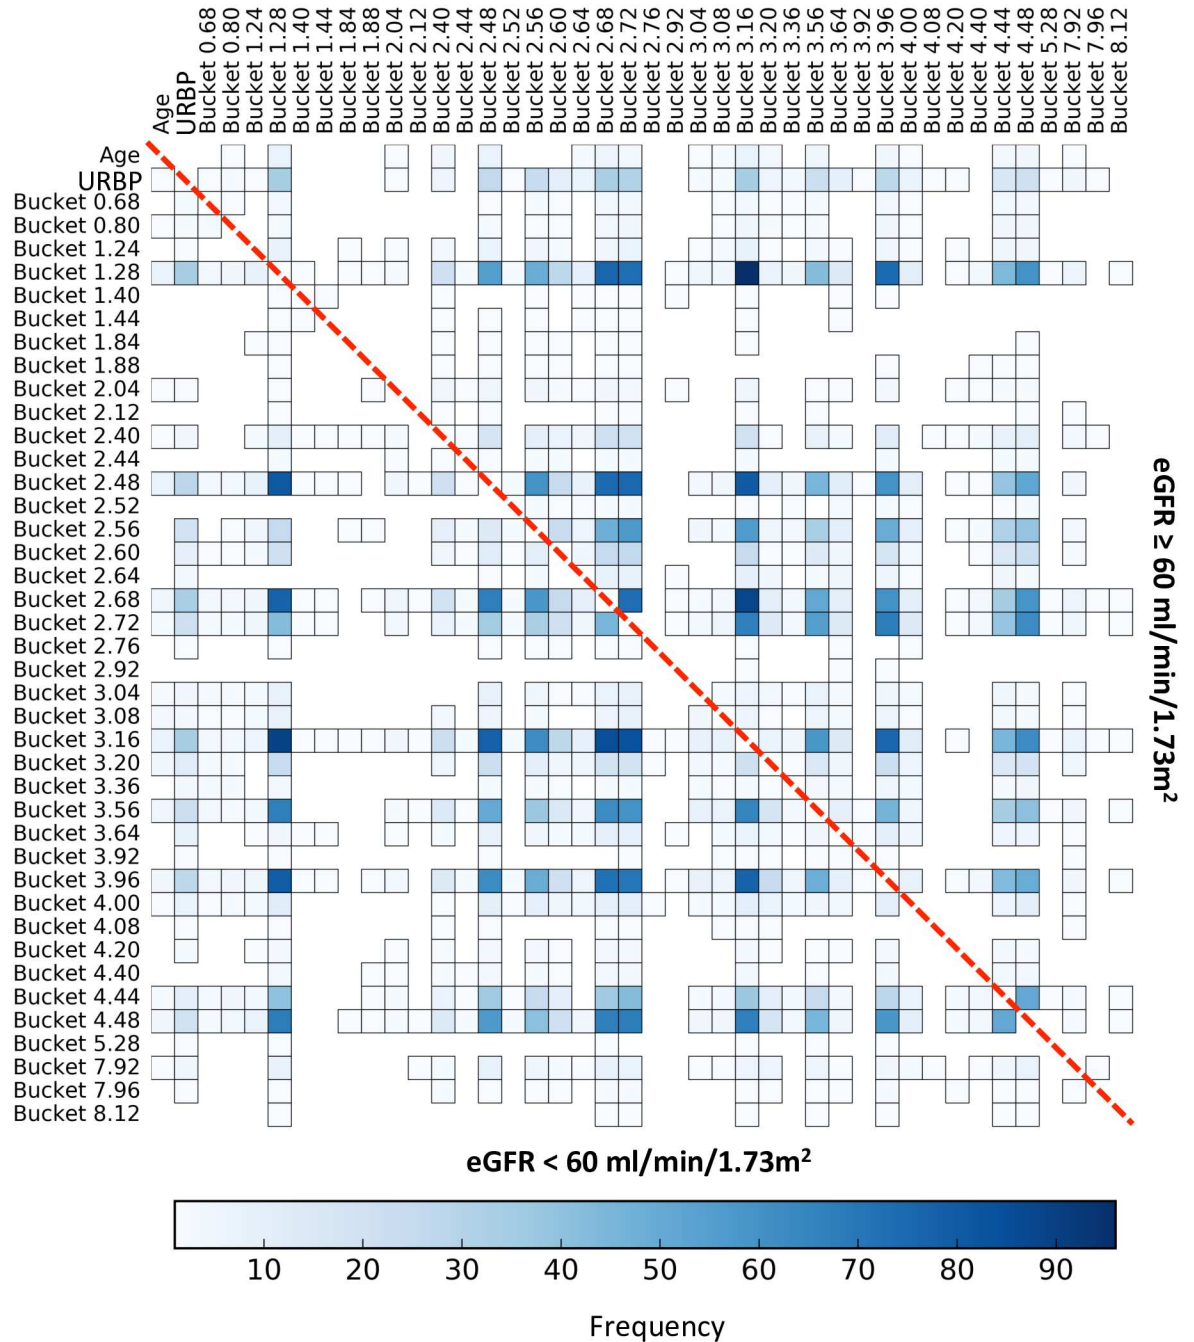 Age
URBP
Bucket 0.68
Bucket 0.80
Bucket 1.24
Bucket 1.28
Bucket 1.40
Bucket 1.44
Bucket 1.84
Bucket 1.88
Bucket 2.04
Bucket 2.12
Bucket 2.40
Bucket 2.44
Bucket 2.48
Bucket 2.52
Bucket 2.56
Bucket 2.60
Bucket 2.64
Bucket 2.68
Bucket 2.72
Bucket 2.76
Bucket 2.92
Bucket 3.04
Bucket 3.08
Bucket 3.16
Bucket 3.20
Bucket 3.36
Bucket 3.56
Bucket 3.64
Bucket 3.92
Bucket 3.96
Bucket 4.00
Bucket 4.08
Bucket 4.20
Bucket 4.40
Bucket 4.44
Bucket 4.48
Bucket 5.28
Bucket 7.92
Bucket 7.96
Bucket 8.12
Age
URBP
Bucket 0.68
Bucket 0.80
Bucket 1.24
Bucket 1.28
Bucket 1.40
Bucket 1.44
Bucket 1.84
Bucket 1.88
Bucket 2.04
Bucket 2.12
Bucket 2.40
Bucket 2.44
Bucket 2.48
Bucket 2.52
Bucket 2.56
Bucket 2.60
Bucket 2.64
Bucket 2.68
Bucket 2.72
Bucket 2.76
Bucket 2.92
Bucket 3.04
Bucket 3.08
Bucket 3.16
Bucket 3.20
Bucket 3.36
Bucket 3.56
Bucket 3.64
Bucket 3.92
Bucket 3.96
Bucket 4.00
Bucket 4.08
Bucket 4.20
Bucket 4.40
Bucket 4.44
Bucket 4.48
Bucket 5.28
Bucket 7.92
Bucket 7.96
Bucket 8.12
eGFR ≥ 60 ml/min/1.73m²
eGFR < 60 ml/min/1.73m²
10 20 30 40 50 60 70 80 90
Frequency